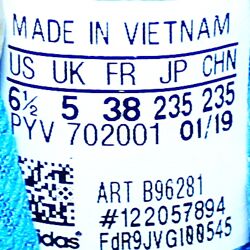 MADE IN VIETNAM
US UK FR JP CHN
6½ 5 38 235 235
PYV 702001 01/19
ART B96281
#122057894
FdR9JVGI00545